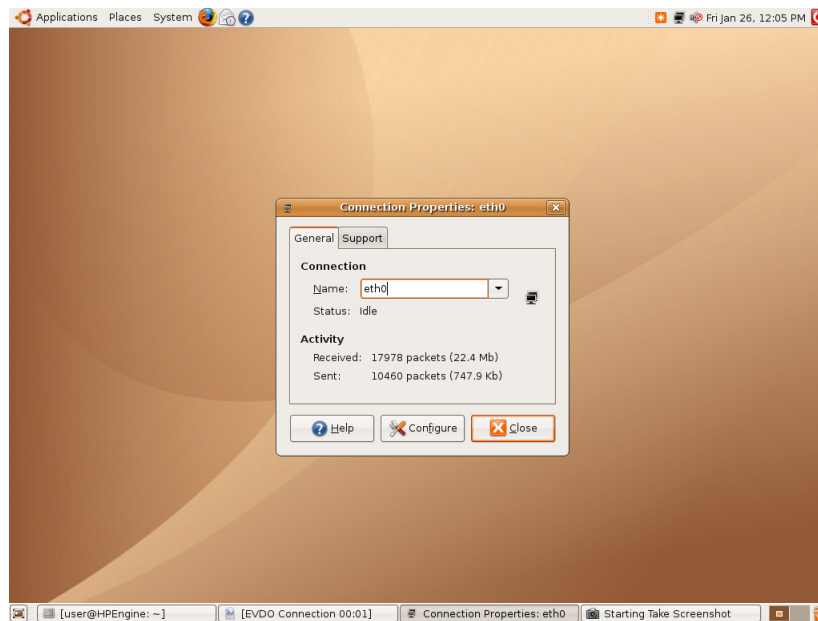 Applications Places System Fri Jan 26, 12:05 PM
Connection Properties: eth0
General Support
Connection
Name: eth0
Status: Idle
Activity
Received: 17978 packets (22.4 Mb)
Sent: 10460 packets (747.9 Kb)
Help Configure Close
[user@HPEngine: ~] [EVDO Connection 00:01] Connection Properties: eth0 Starting Take Screenshot